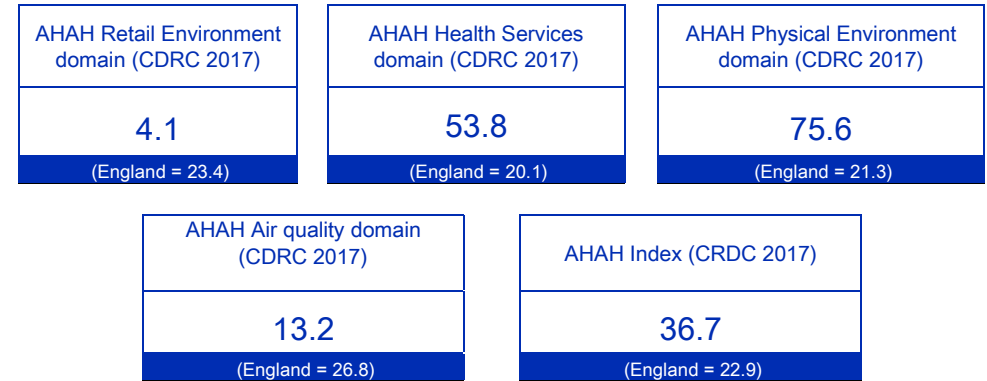 AHAH Retail Environment
domain (CDRC 2017)
4.1
(England = 23.4)
AHAH Health Services
domain (CDRC 2017)
53.8
(England = 20.1)
AHAH Physical Environment
domain (CDRC 2017)
75.6
(England = 21.3)
AHAH Air quality domain
(CDRC 2017)
13.2
(England = 26.8)
AHAH Index (CRDC 2017)
36.7
(England = 22.9)